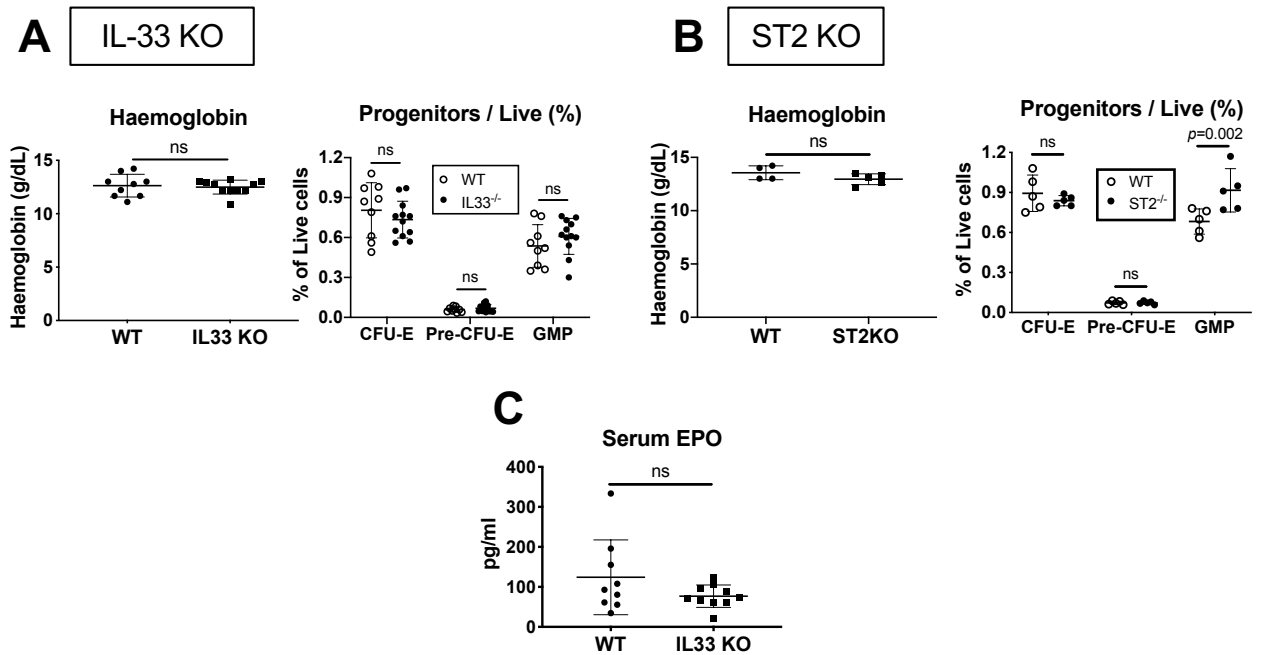 A
IL-33 KO
Haemoglobin
ns
Haemoglobin (g/dL)
15
10
5
0
WT
IL33 KO
Progenitors / Live (%)
ns
ns
ns
WT
IL33-/-
% of Live cells
1.2
0.9
0.6
0.3
0.0
CFU-E
Pre-CFU-E
GMP
B
ST2 KO
Haemoglobin
ns
Haemoglobin (g/dL)
15
10
5
0
WT
ST2KO
Progenitors / Live (%)
ns
ns
p=0.002
WT
ST2-/-
% of Live cells
1.2
0.9
0.6
0.3
0.0
CFU-E
Pre-CFU-E
GMP
C
Serum EPO
ns
pg/ml
400
300
200
100
0
WT
IL33 KO